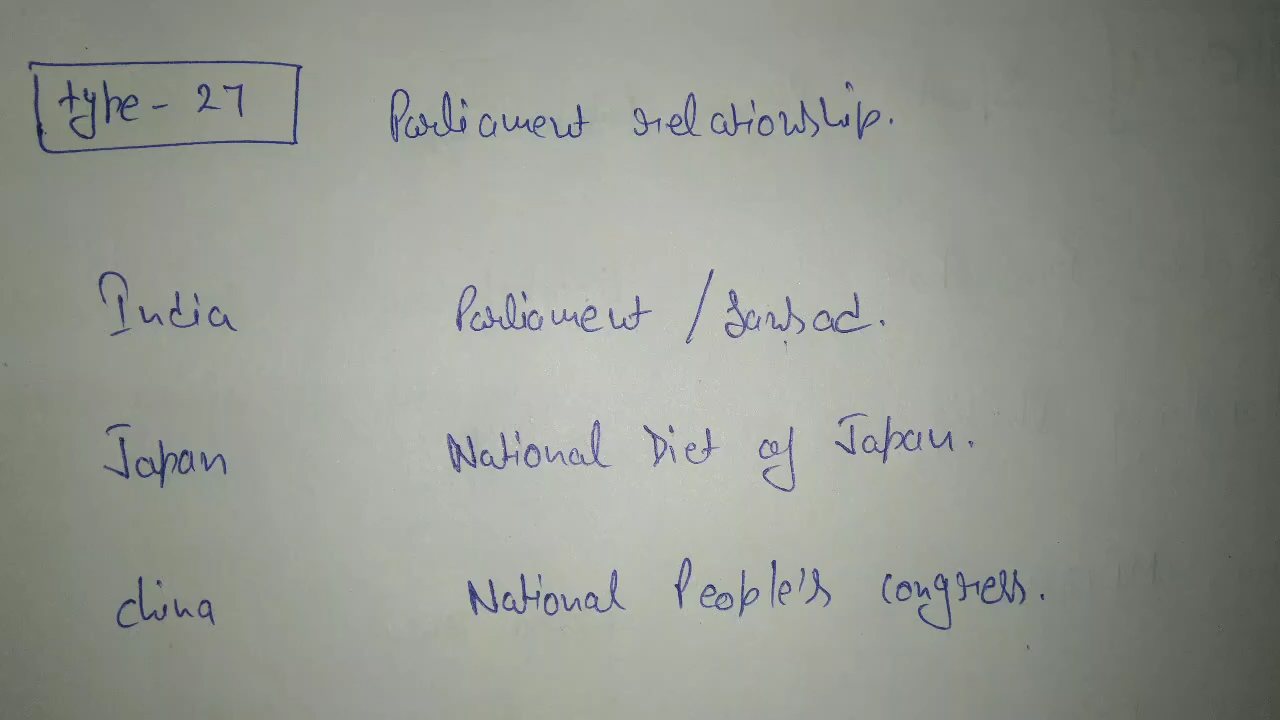 type - 27 Parliament relationship.
India Parliament / Sansad.
Japan National Diet of Japan.
china National People's congress.